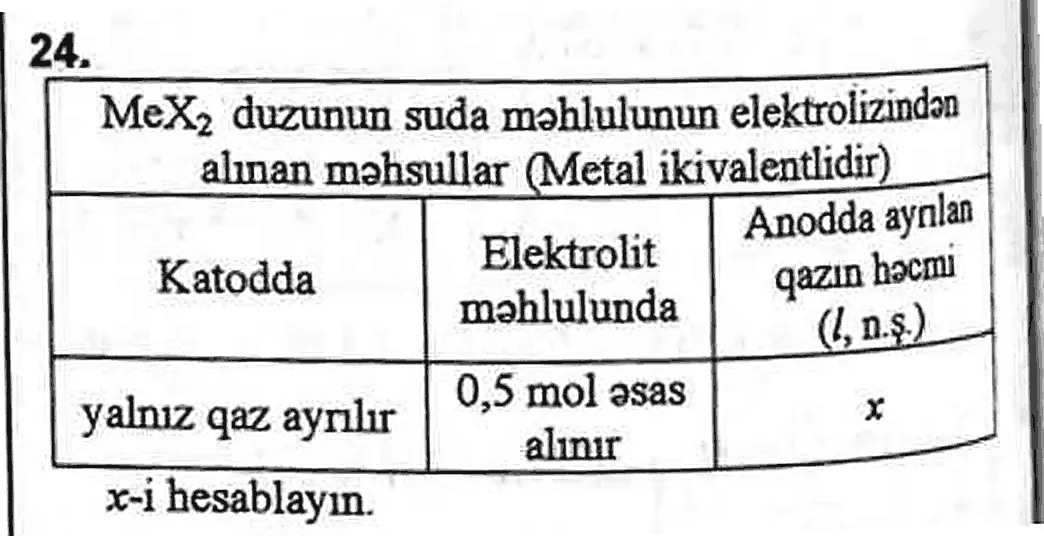 24.
MeX₂ duzunun suda məhlulunun elektrolizindən
alınan məhsullar (Metal ikivalentlidir)
Katodda
Elektrolit
məhlulunda
Anodda ayrılan
qazın həcmi
(l, n.ş.)
yalnız qaz ayrılır
0,5 mol əsas
alınır
x
x-i hesablayın.